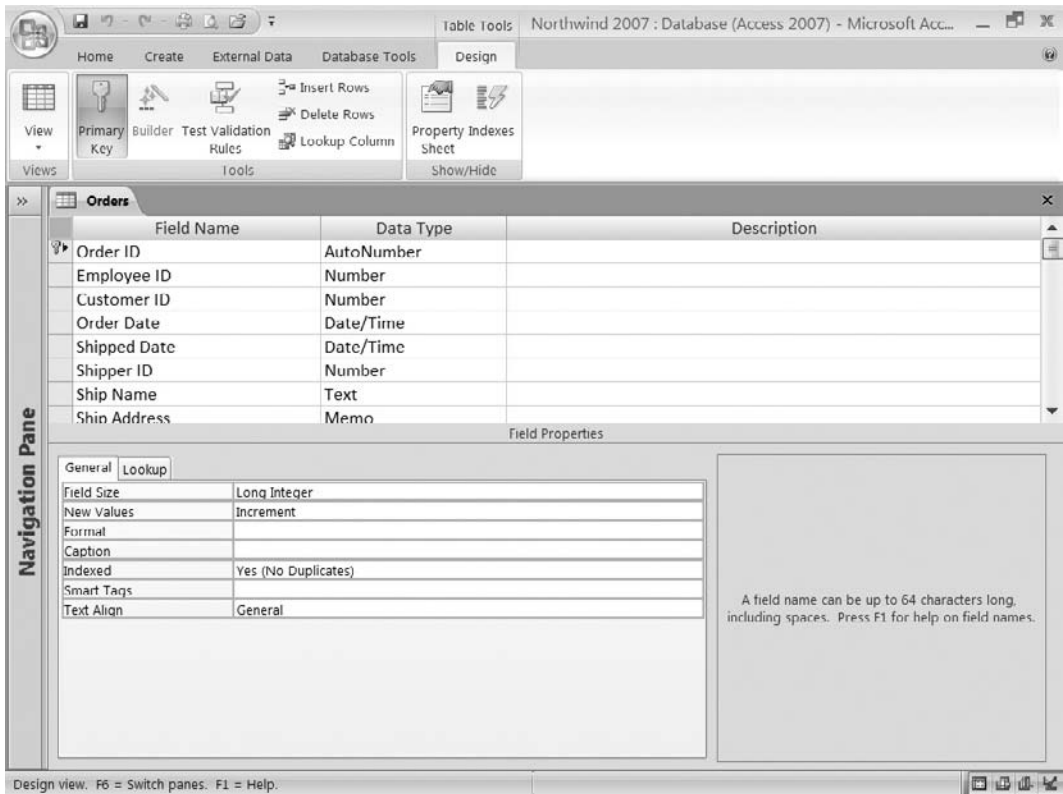 Table Tools
Northwind 2007 : Database (Access 2007) - Microsoft Acc...
Home Create External Data Database Tools Design
View
Primary Key
Builder
Test Validation Rules
Insert Rows
Delete Rows
Lookup Column
Property Sheet
Indexes
Views Tools Show/Hide
Orders
Field Name Data Type Description
Order ID AutoNumber
Employee ID Number
Customer ID Number
Order Date Date/Time
Shipped Date Date/Time
Shipper ID Number
Ship Name Text
Ship Address Memo
Navigation Pane
Field Properties
General Lookup
Field Size Long Integer
New Values Increment
Format
Caption
Indexed Yes (No Duplicates)
Smart Tags
Text Align General
A field name can be up to 64 characters long,
including spaces. Press F1 for help on field names.
Design view. F6 = Switch panes. F1 = Help.